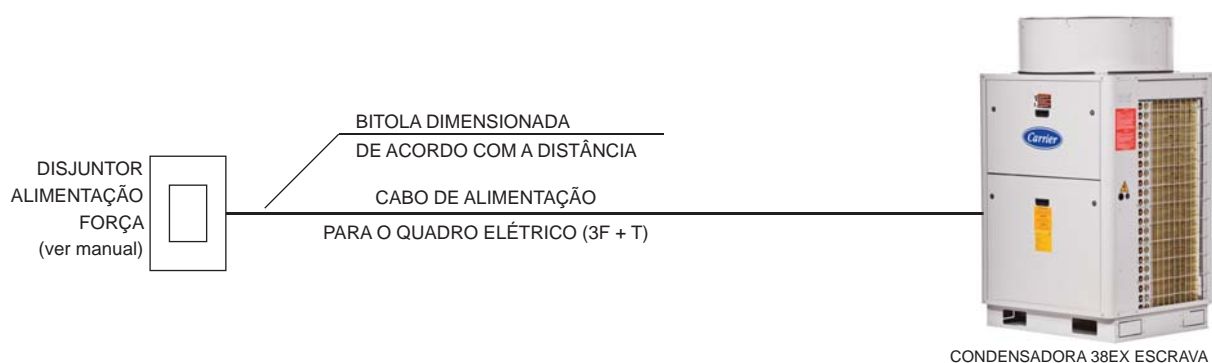 BITOLA DIMENSIONADA
DE ACORDO COM A DISTÂNCIA
DISJUNTOR
ALIMENTAÇÃO
FORÇA
(ver manual)
CABO DE ALIMENTAÇÃO
PARA O QUADRO ELÉTRICO (3F + T)
Carrier
CONDENSADORA 38EX ESCRAVA